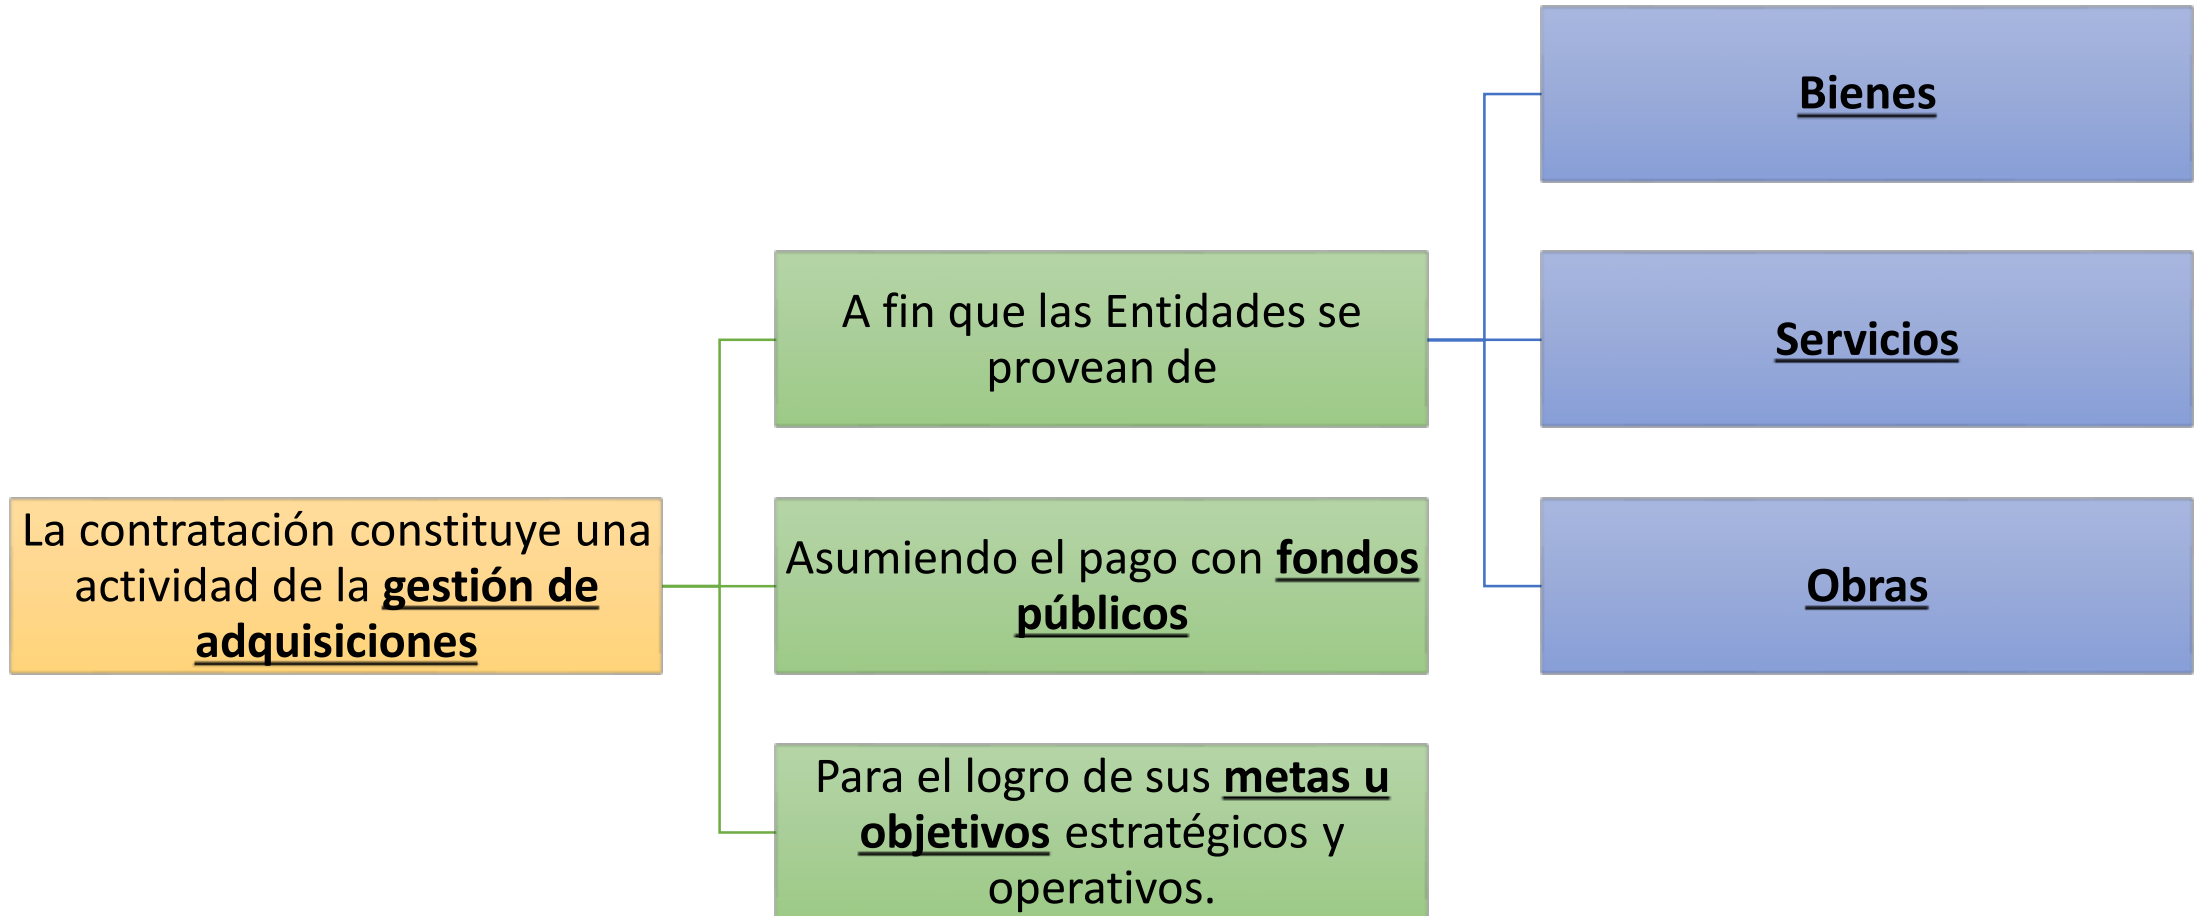 La contratación constituye una
actividad de la gestión de
adquisiciones
A fin que las Entidades se
provean de
Bienes
Servicios
Obras
Asumiendo el pago con fondos
públicos
Para el logro de sus metas u
objetivos estratégicos y
operativos.